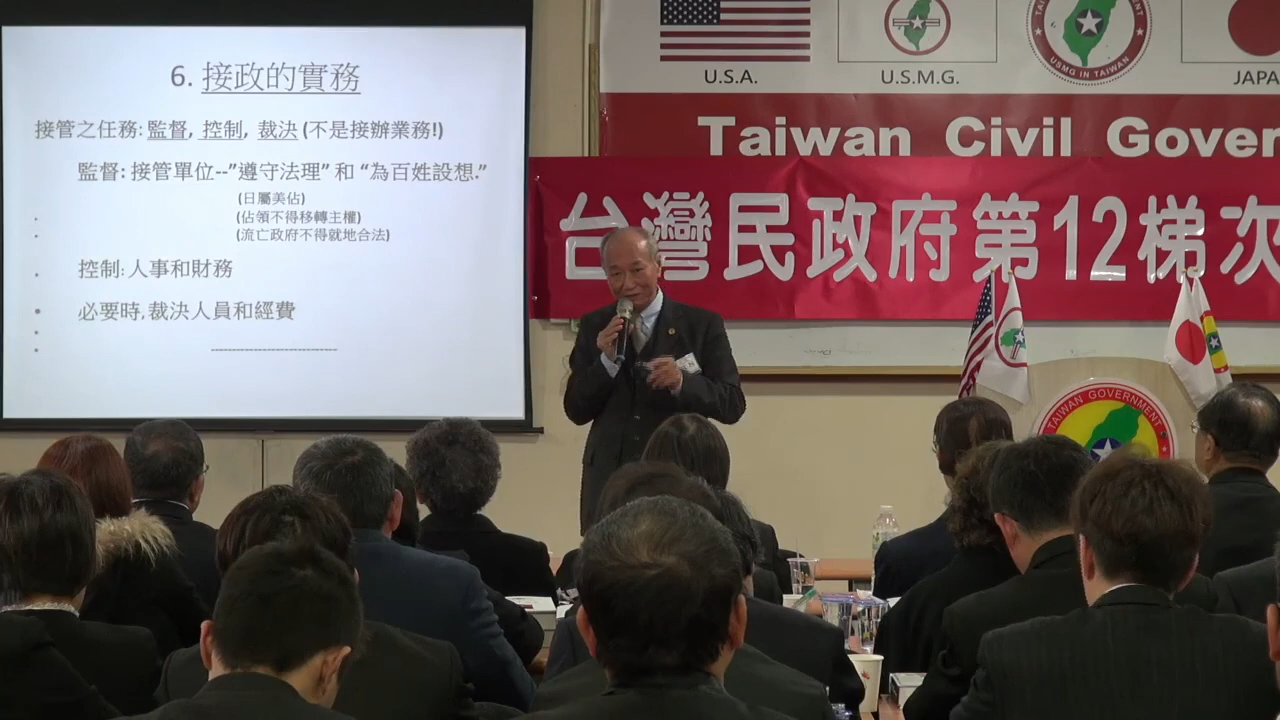 6. 接政的實務
接管之任務: 監督, 控制, 裁決 (不是接辦業務!)
監督: 接管單位--"遵守法理" 和 "為百姓設想."
(日屬美佔)
(佔領不得移轉主權)
(流亡政府不得就地合法)
控制: 人事和財務
必要時, 裁決人員和經費
U.S.A.
U.S.M.G.
USMG IN TAIWAN
JAPA
Taiwan Civil Gover
台灣民政府第12梯次
TAIWAN GOVERNMENT